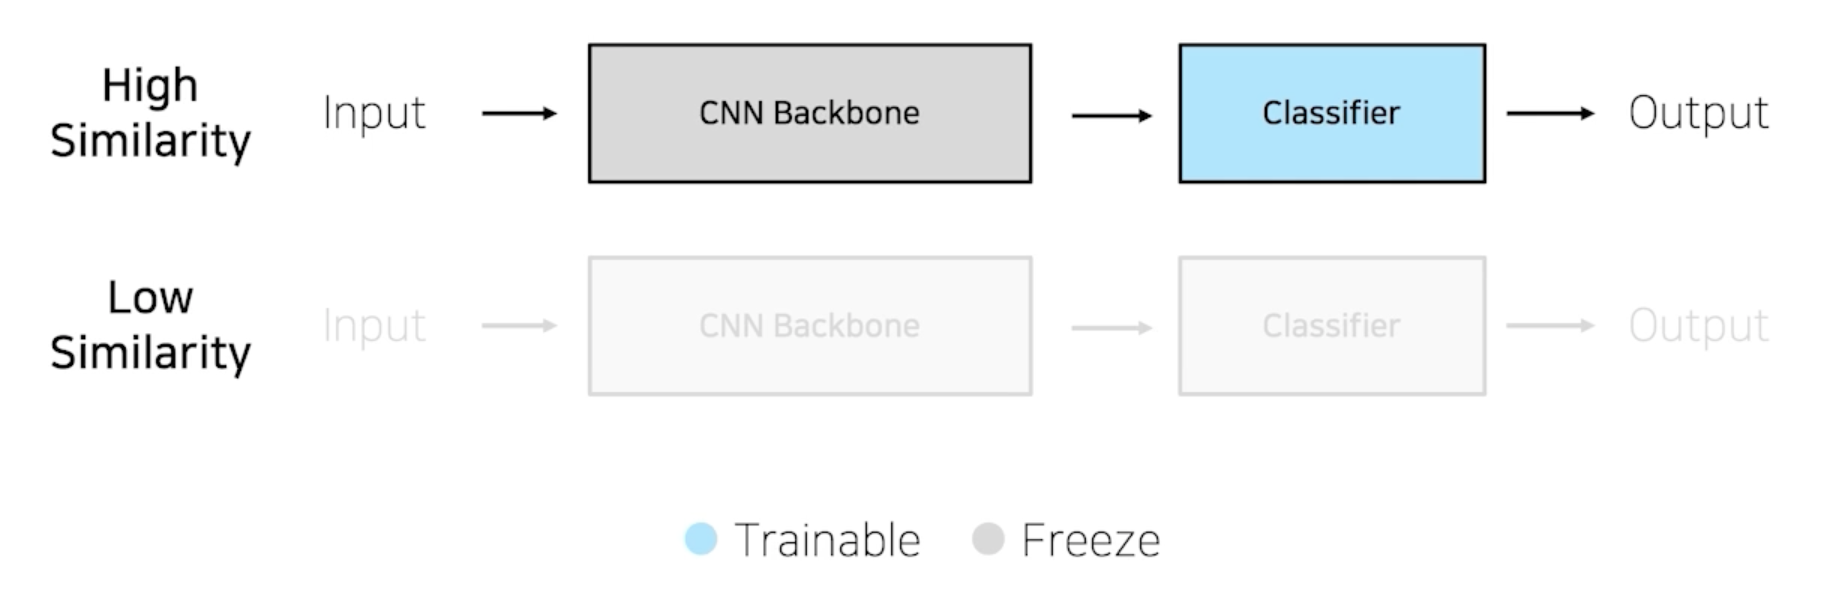 High
Similarity
Input
CNN Backbone
Classifier
Output
Low
Similarity
Input
CNN Backbone
Classifier
Output
Trainable
Freeze